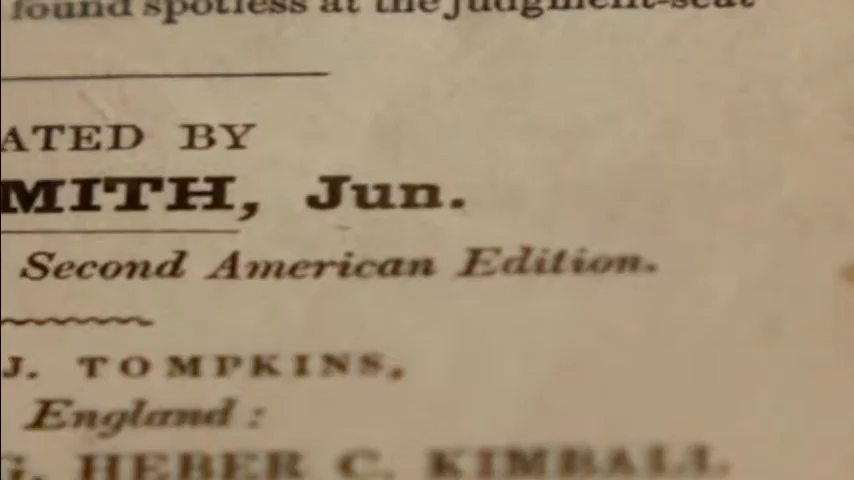 found spotless at the judgment-seat
ATED BY
MITH, Jun.
Second American Edition.
J. TOMPKINS,
England:
G. HEBER C. KIMBALL